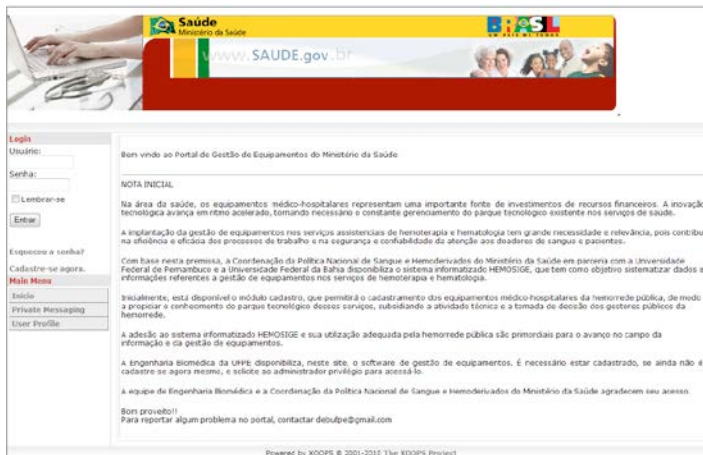 Saúde
Ministério da Saúde
BRASIL
UM PAÍS DE TODOS
www.SAUDE.gov.br
Login
Usuário:
Senha:
Lembrar-se
Entrar
Esqueceu a senha?
Cadastre-se agora.
Main Menu
Início
Private Messaging
User Profile
Bem vindo ao Portal de Gestão de Equipamentos do Ministério da Saúde
NOTA INICIAL
Na área da saúde, os equipamentos médico-hospitalares representam uma importante fonte de investimentos de recursos financeiros. A inovação
tecnológica avança em ritmo acelerado, tornando necessário o constante gerenciamento do parque tecnológico existente nos serviços de saúde.
A implantação da gestão de equipamentos nos serviços assistenciais de hemoterapia e hematologia tem grande necessidade e relevância, pois contribu
na eficiência e eficácia dos processos de trabalho e na segurança e confiabilidade da atenção aos doadores de sangue e pacientes.
Com base nesta premissa, a Coordenação da Política Nacional de Sangue e Hemoderivados do Ministério da Saúde em parceria com a Universidade
Federal de Pernambuco e a Universidade Federal da Bahia disponibiliza o sistema informatizado HEMOSIGE, que tem como objetivo sistematizar dados e
informações referentes a gestão de equipamentos nos serviços de hemoterapia e hematologia.
Inicialmente, está disponível o módulo cadastro, que permitirá o cadastramento dos equipamentos médico-hospitalares da hemorrede pública, de modo
a propiciar o conhecimento do parque tecnológico desses serviços, subsidiando a atividade técnica e a tomada de decisão dos gestores públicos da
hemorrede.
A adesão ao sistema informatizado HEMOSIGE e sua utilização adequada pela hemorrede pública são primordiais para o avanço no campo da
informação e da gestão de equipamentos.
A Engenharia Biomédica da UFPE disponibiliza, neste site, o software de gestão de equipamentos. É necessário estar cadastrado, se ainda não é
cadastre-se agora mesmo, e solicite ao administrador privilégio para acessá-lo.
A equipe de Engenharia Biomédica e a Coordenação da Política Nacional de Sangue e Hemoderivados do Ministério da Saúde agradecem seu acesso.
Bom proveito!!
Para reportar algum problema no portal, contactar debufpe@gmail.com
Powered by XOOPS © 2001-2010 The XOOPS Project